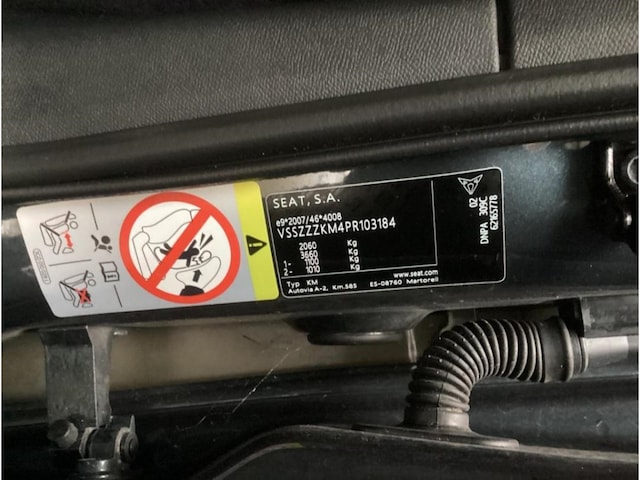 SEAT, S.A.
e9*2007/46*4008
VSSZZZKM4PR103184
2060 Kg
3660 Kg
1- 1100 Kg
2- 1010 Kg
Typ KM www.seat.com
Autovia A-2, Km.585 ES-08760 Martorell
02
DNPA 309C
62165778